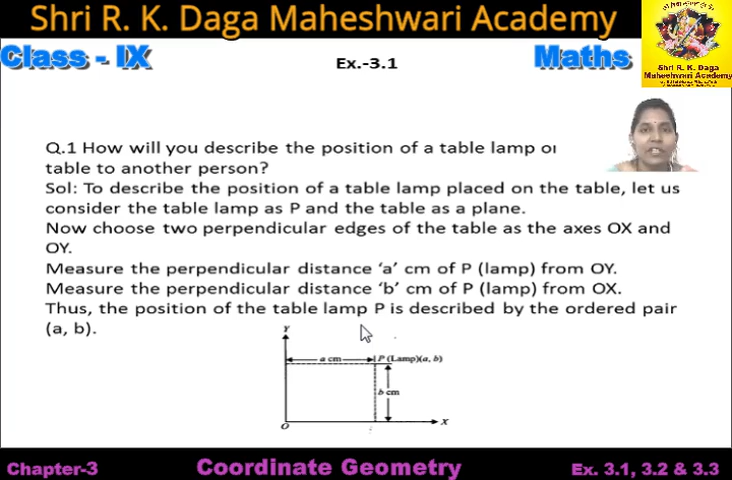 Shri R. K. Daga Maheshwari Academy
Class - IX
Ex.-3.1
Maths
Shri R. K. Daga
Maheshwari Academy
Q.1 How will you describe the position of a table lamp
table to another person?
Sol: To describe the position of a table lamp placed on the table, let us
consider the table lamp as P and the table as a plane.
Now choose two perpendicular edges of the table as the axes OX and
OY.
Measure the perpendicular distance ‘a’ cm of P (lamp) from OY.
Measure the perpendicular distance ‘b’ cm of P (lamp) from OX.
Thus, the position of the table lamp P is described by the ordered pair
(a, b).
Y
a cm
P (Lamp)(a, b)
b cm
O
X
Chapter-3
Coordinate Geometry
Ex. 3.1, 3.2 & 3.3